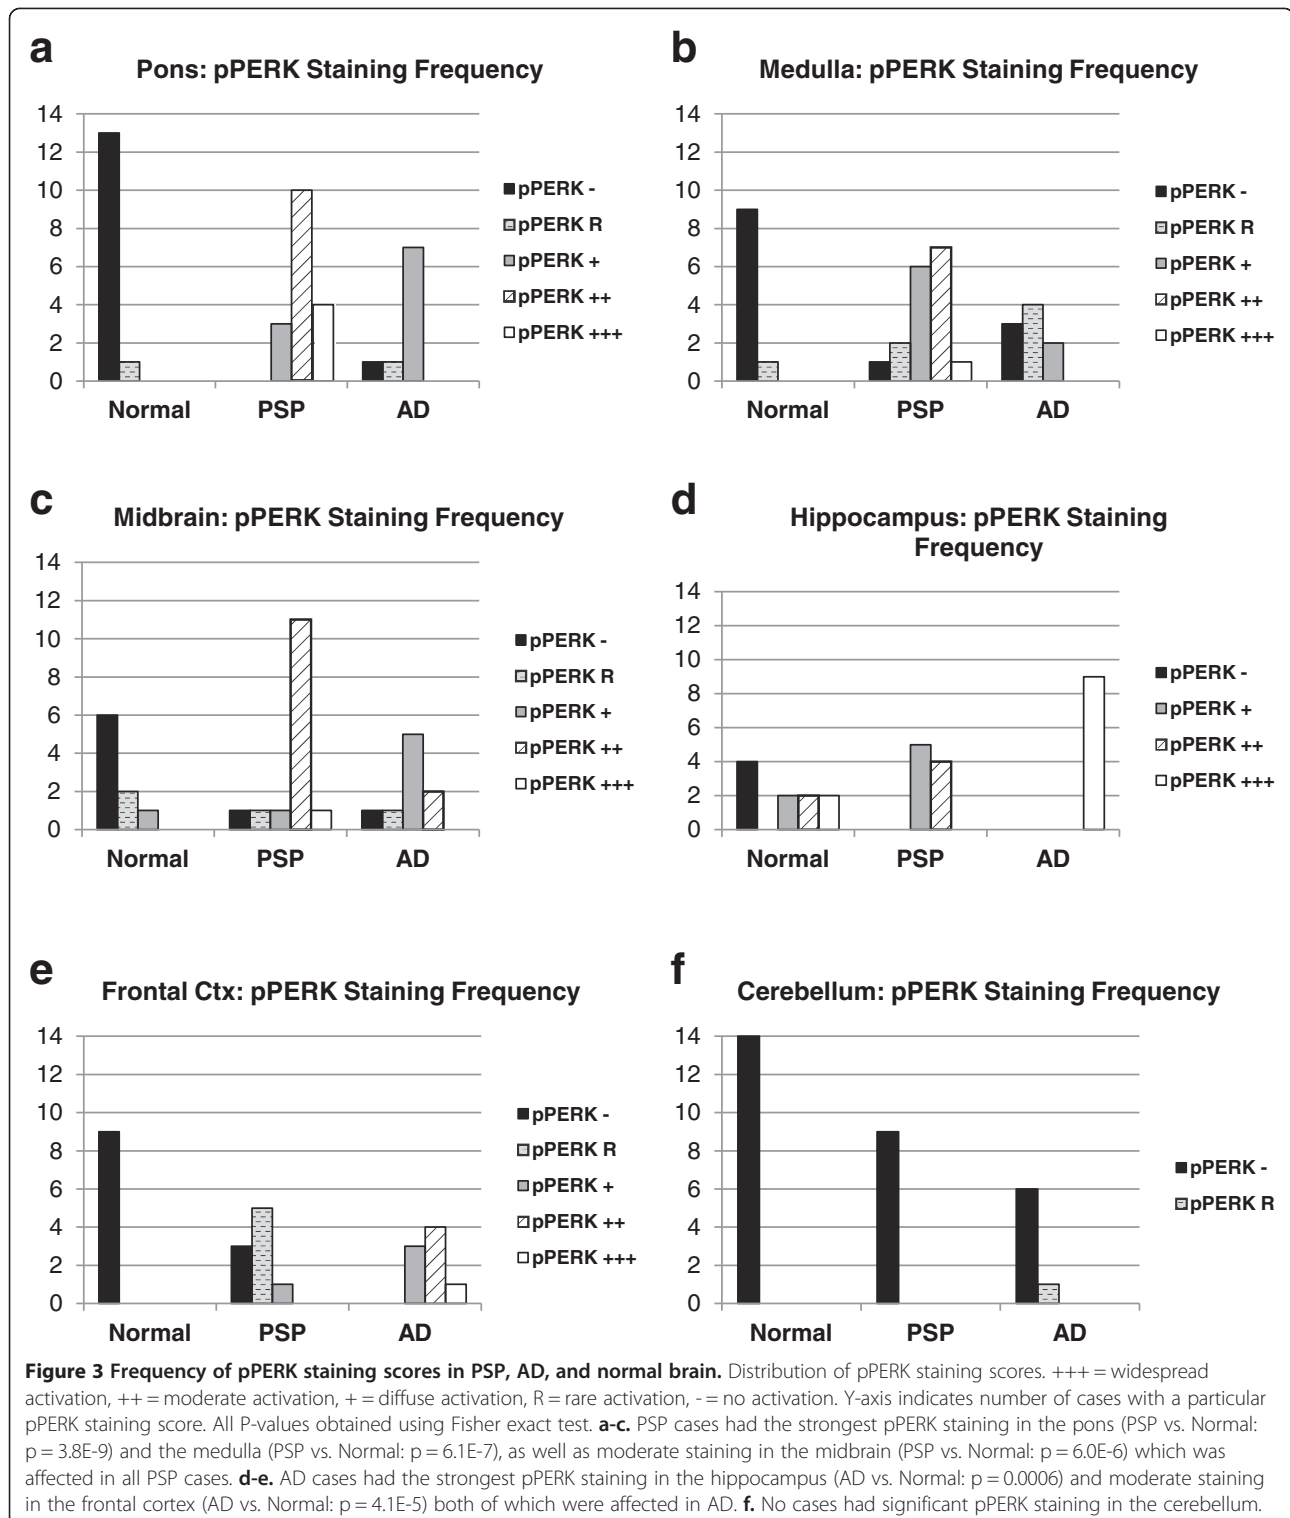 a
Pons: pPERK Staining Frequency
14
12
10
8
6
4
2
0
Normal PSP AD
pPERK -
pPERK R
pPERK +
pPERK ++
pPERK +++
b
Medulla: pPERK Staining Frequency
14
12
10
8
6
4
2
0
Normal PSP AD
pPERK -
pPERK R
pPERK +
pPERK ++
pPERK +++
c
Midbrain: pPERK Staining Frequency
14
12
10
8
6
4
2
0
Normal PSP AD
pPERK -
pPERK R
pPERK +
pPERK ++
pPERK +++
d
Hippocampus: pPERK Staining
Frequency
14
12
10
8
6
4
2
0
Normal PSP AD
pPERK -
pPERK +
pPERK ++
pPERK +++
e
Frontal Ctx: pPERK Staining Frequency
14
12
10
8
6
4
2
0
Normal PSP AD
pPERK -
pPERK R
pPERK +
pPERK ++
pPERK +++
f
Cerebellum: pPERK Staining Frequency
14
12
10
8
6
4
2
0
Normal PSP AD
pPERK -
pPERK R
Figure 3 Frequency of pPERK staining scores in PSP, AD, and normal brain. Distribution of pPERK staining scores. +++ = widespread
activation, ++ = moderate activation, + = diffuse activation, R = rare activation, - = no activation. Y-axis indicates number of cases with a particular
pPERK staining score. All P-values obtained using Fisher exact test. a-c. PSP cases had the strongest pPERK staining in the pons (PSP vs. Normal:
p = 3.8E-9) and the medulla (PSP vs. Normal: p = 6.1E-7), as well as moderate staining in the midbrain (PSP vs. Normal: p = 6.0E-6) which was
affected in all PSP cases. d-e. AD cases had the strongest pPERK staining in the hippocampus (AD vs. Normal: p = 0.0006) and moderate staining
in the frontal cortex (AD vs. Normal: p = 4.1E-5) both of which were affected in AD. f. No cases had significant pPERK staining in the cerebellum.